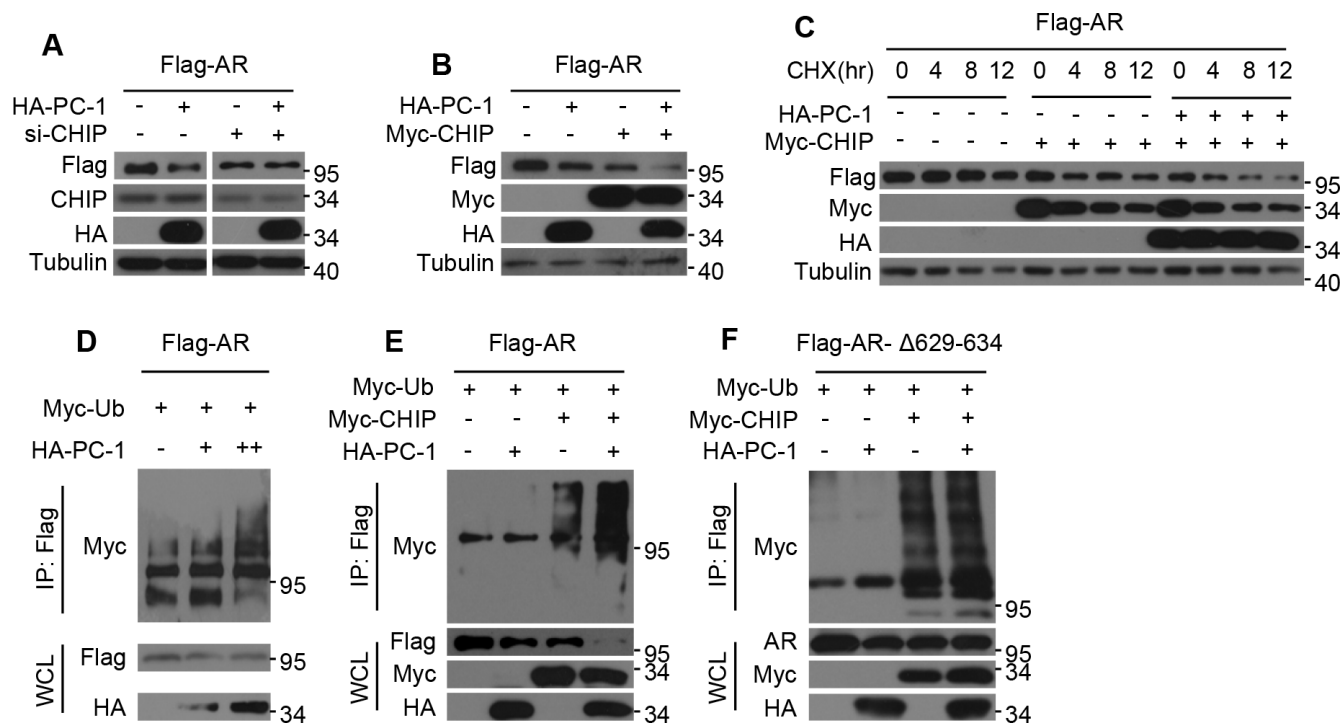 A
Flag-AR
HA-PC-1 - + - +
si-CHIP - - + +
Flag 95
CHIP 34
HA 34
Tubulin 40
B
Flag-AR
HA-PC-1 - + - +
Myc-CHIP - - + +
Flag 95
Myc 34
HA 34
Tubulin 40
C
Flag-AR
CHX(hr) 0 4 8 12 0 4 8 12 0 4 8 12
HA-PC-1 - - - - - - - - + + + +
Myc-CHIP - - - - + + + + + + + +
Flag 95
Myc 34
HA 34
Tubulin 40
D
Flag-AR
Myc-Ub + + +
HA-PC-1 - + ++
IP: Flag
Myc 95
WCL
Flag 95
HA 34
E
Flag-AR
Myc-Ub + + + +
Myc-CHIP - - + +
HA-PC-1 - + - +
IP: Flag
Myc 95
WCL
Flag 95
Myc 34
HA 34
F
Flag-AR- Δ629-634
Myc-Ub + + + +
Myc-CHIP - - + +
HA-PC-1 - + - +
IP: Flag
Myc 95
WCL
AR 95
Myc 34
HA 34